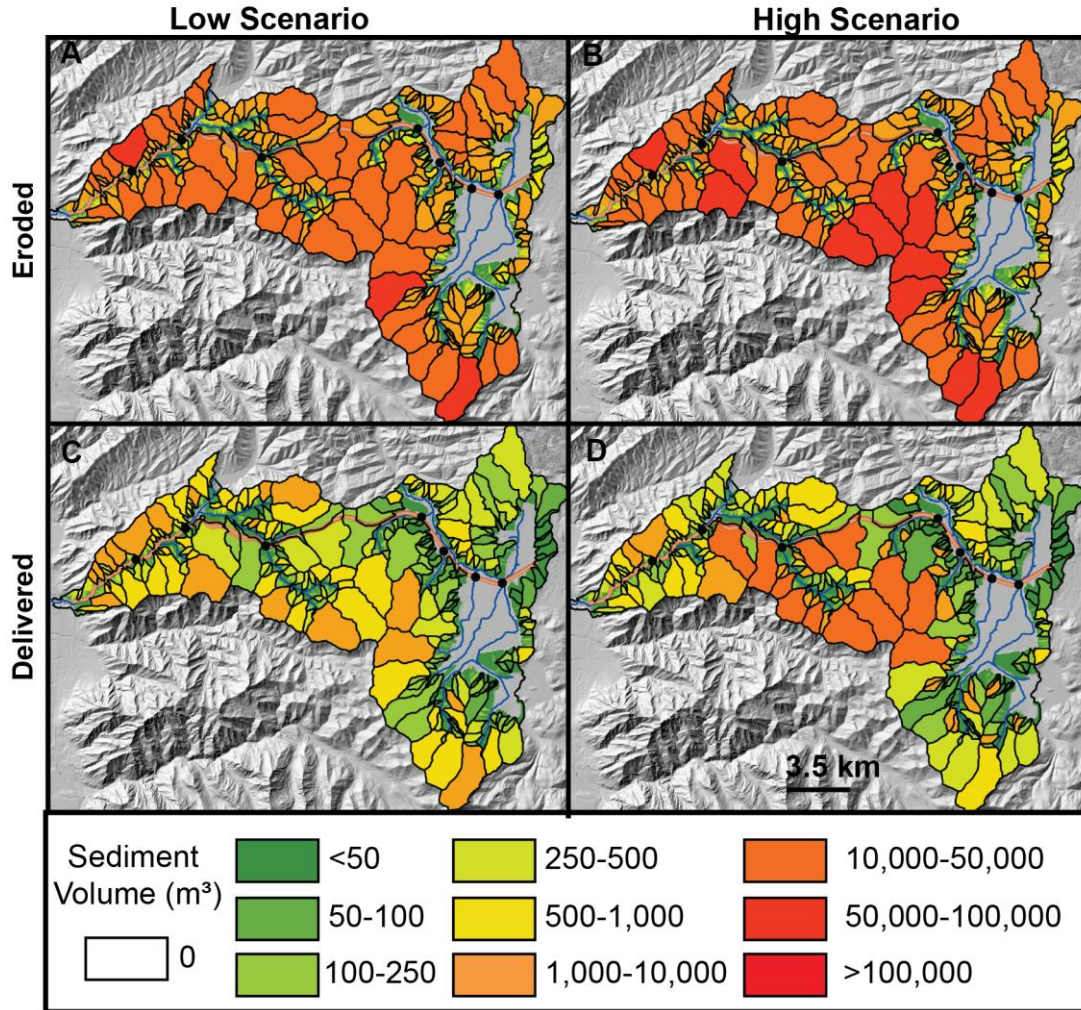 Low Scenario
High Scenario
A
B
Eroded
C
D
Delivered
3.5 km
Sediment
Volume (m³)
0
<50
50-100
100-250
250-500
500-1,000
1,000-10,000
10,000-50,000
50,000-100,000
>100,000